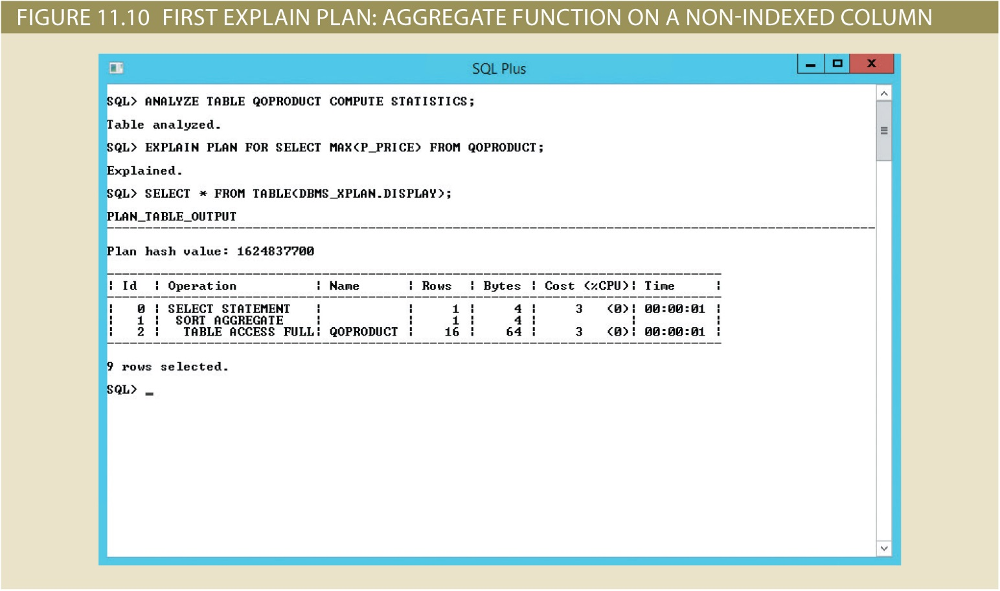 FIGURE 11.10 FIRST EXPLAIN PLAN: AGGREGATE FUNCTION ON A NON-INDEXED COLUMN
SQL Plus
SQL> ANALYZE TABLE QOPRODUCT COMPUTE STATISTICS;
Table analyzed.
SQL> EXPLAIN PLAN FOR SELECT MAX(P_PRICE) FROM QOPRODUCT;
Explained.
SQL> SELECT * FROM TABLE(DBMS_XPLAN.DISPLAY);
PLAN_TABLE_OUTPUT
--------------------------------------------------------------------------------
Plan hash value: 1624837700
--------------------------------------------------------------------------------
| Id | Operation | Name | Rows | Bytes | Cost (%CPU)| Time |
--------------------------------------------------------------------------------
| 0 | SELECT STATEMENT | | 1 | 4 | 3 (0)| 00:00:01 |
| 1 | SORT AGGREGATE | | 1 | 4 | | |
| 2 | TABLE ACCESS FULL| QOPRODUCT | 16 | 64 | 3 (0)| 00:00:01 |
--------------------------------------------------------------------------------
9 rows selected.
SQL> _